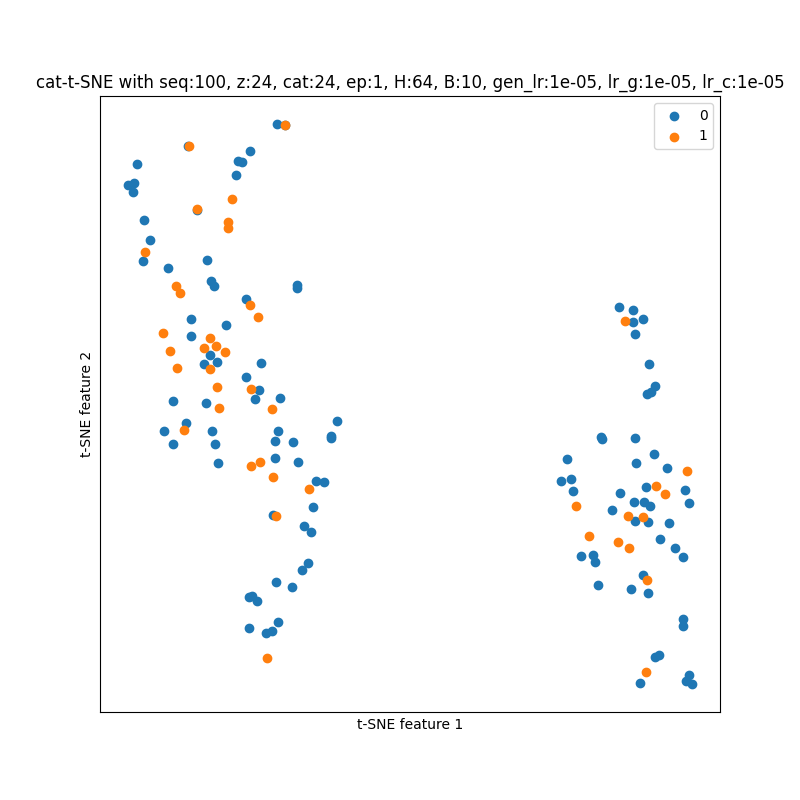 cat-t-SNE with seq:100, z:24, cat:24, ep:1, H:64, B:10, gen_lr:1e-05, lr_g:1e-05, lr_c:1e-05
0
1
t-SNE feature 2
t-SNE feature 1